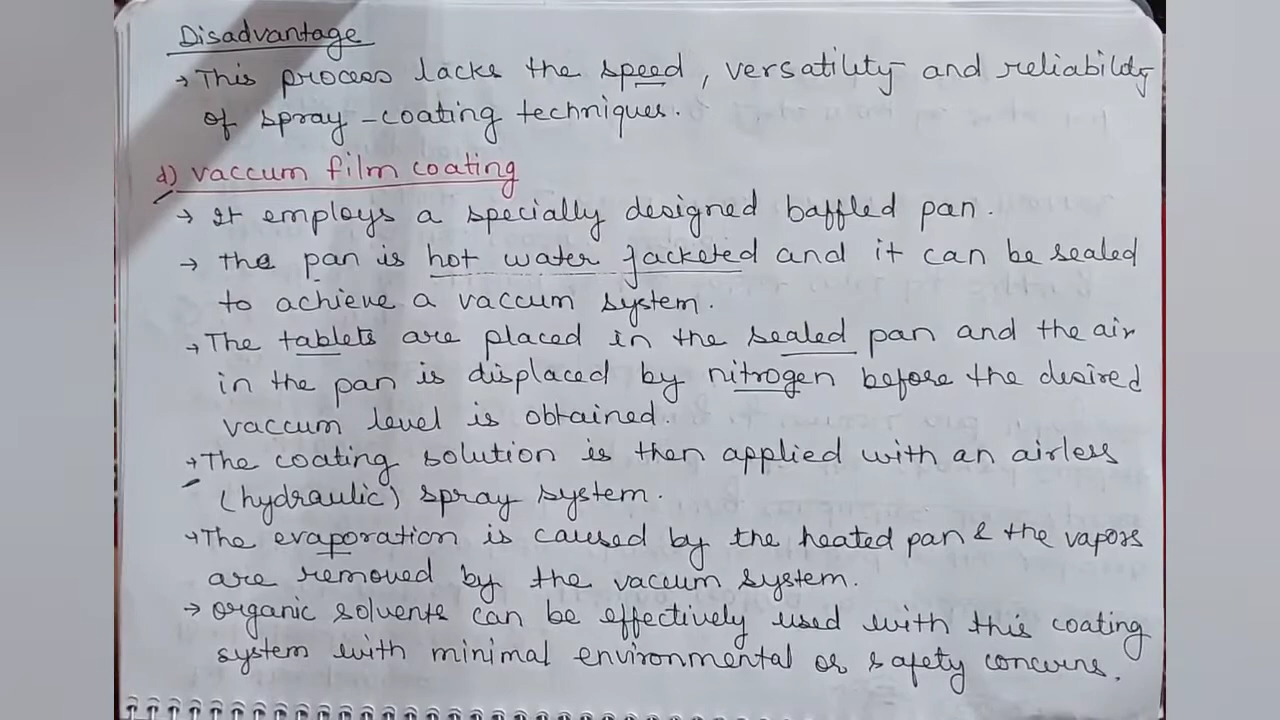 Disadvantage
→ This process lacks the speed, versatility and reliability
of spray-coating techniques.
d) vaccum film coating
→ It employs a specially designed baffled pan.
→ the pan is hot water jacketed and it can be sealed
to achieve a vaccum system.
→ The tablets are placed in the sealed pan and the air
in the pan is displaced by nitrogen before the desired
vaccum level is obtained.
→ The coating solution is then applied with an airless
(hydraulic) spray system.
→ The evaporation is caused by the heated pan & the vapors
are removed by the vaccum system.
→ organic solvents can be effectively used with this coating
system with minimal environmental or safety concerns.